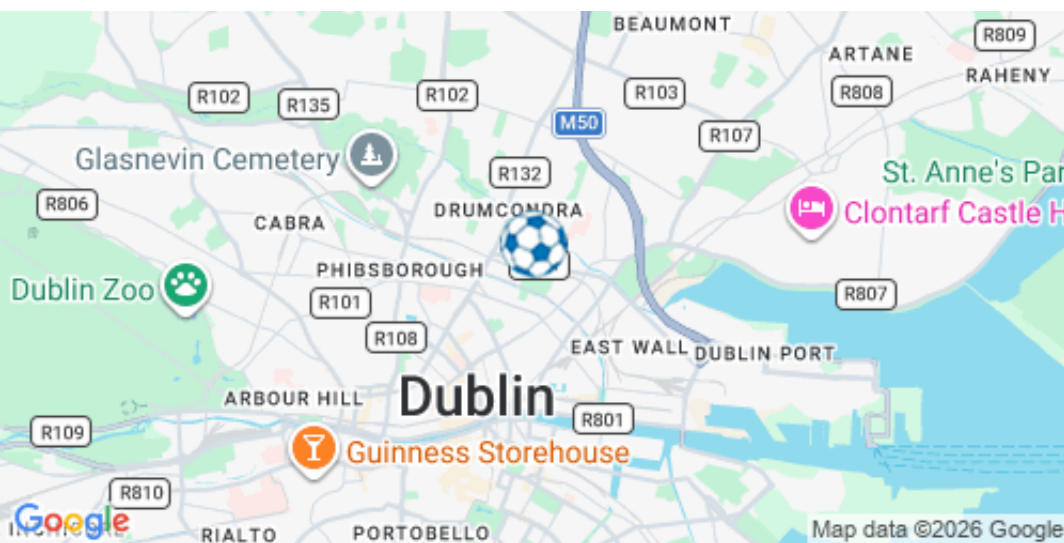 BEAUMONT
R809
ARTANE
RAHENY
R102
R135
R102
R103
R808
M50
R107
Glasnevin Cemetery
R132
St. Anne's Par
R806
CABRA
DRUMCONDRA
Clontarf Castle H
PHIBSBOROUGH
Dublin Zoo
R101
R807
R108
EAST WALL
DUBLIN PORT
ARBOUR HILL
Dublin
R801
R109
Guinness Storehouse
R810
Google
RIALTO
PORTOBELLO
Map data ©2026 Google